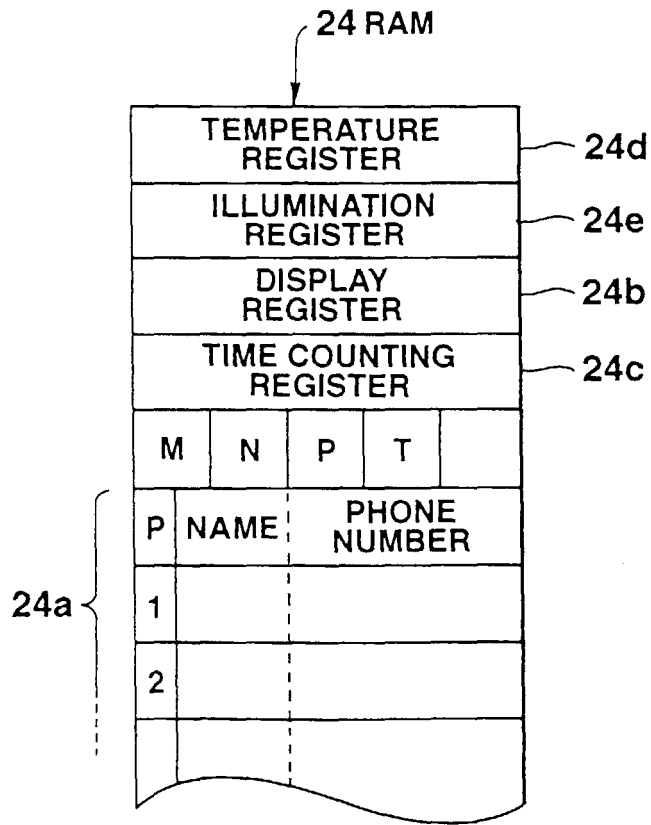 24 RAM
TEMPERATURE
REGISTER
24d
ILLUMINATION
REGISTER
24e
DISPLAY
REGISTER
24b
TIME COUNTING
REGISTER
24c
M N P T
P NAME PHONE
NUMBER
24a
1
2